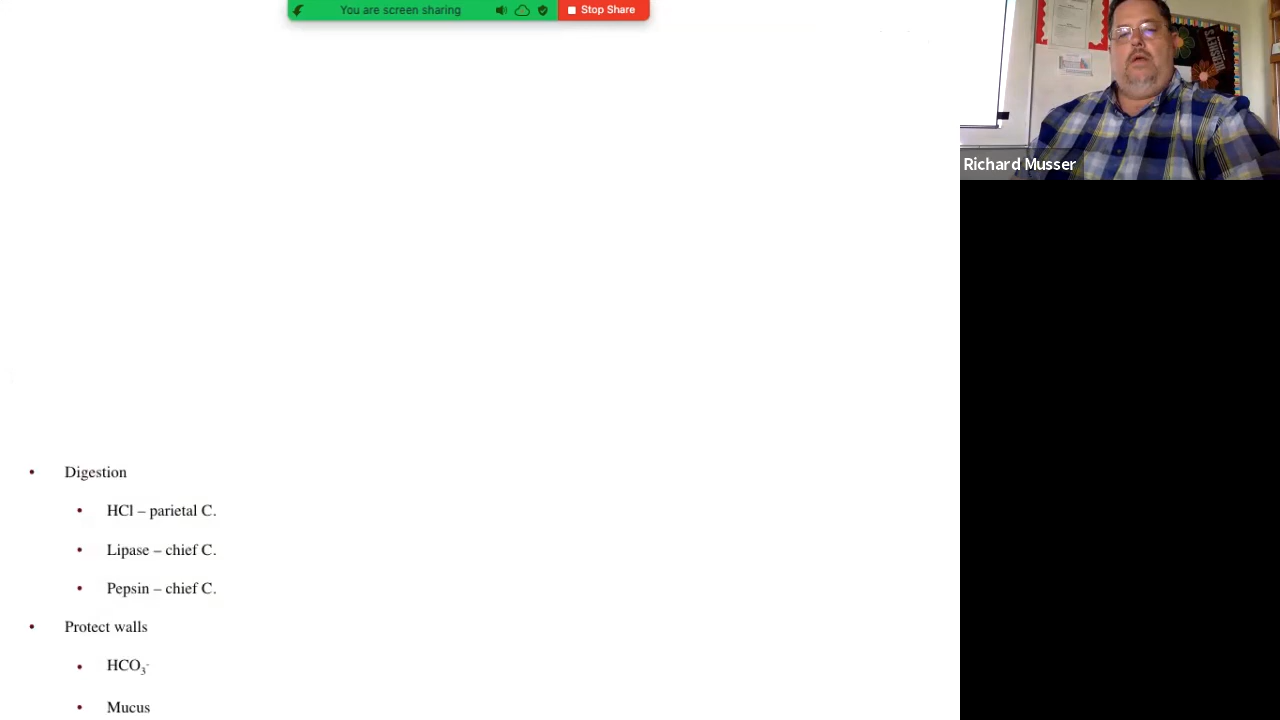 You are screen sharing
Stop Share
HERSHEY'S
Richard Musser
• Digestion
• HCl – parietal C.
• Lipase – chief C.
• Pepsin – chief C.
• Protect walls
• HCO3-
• Mucus